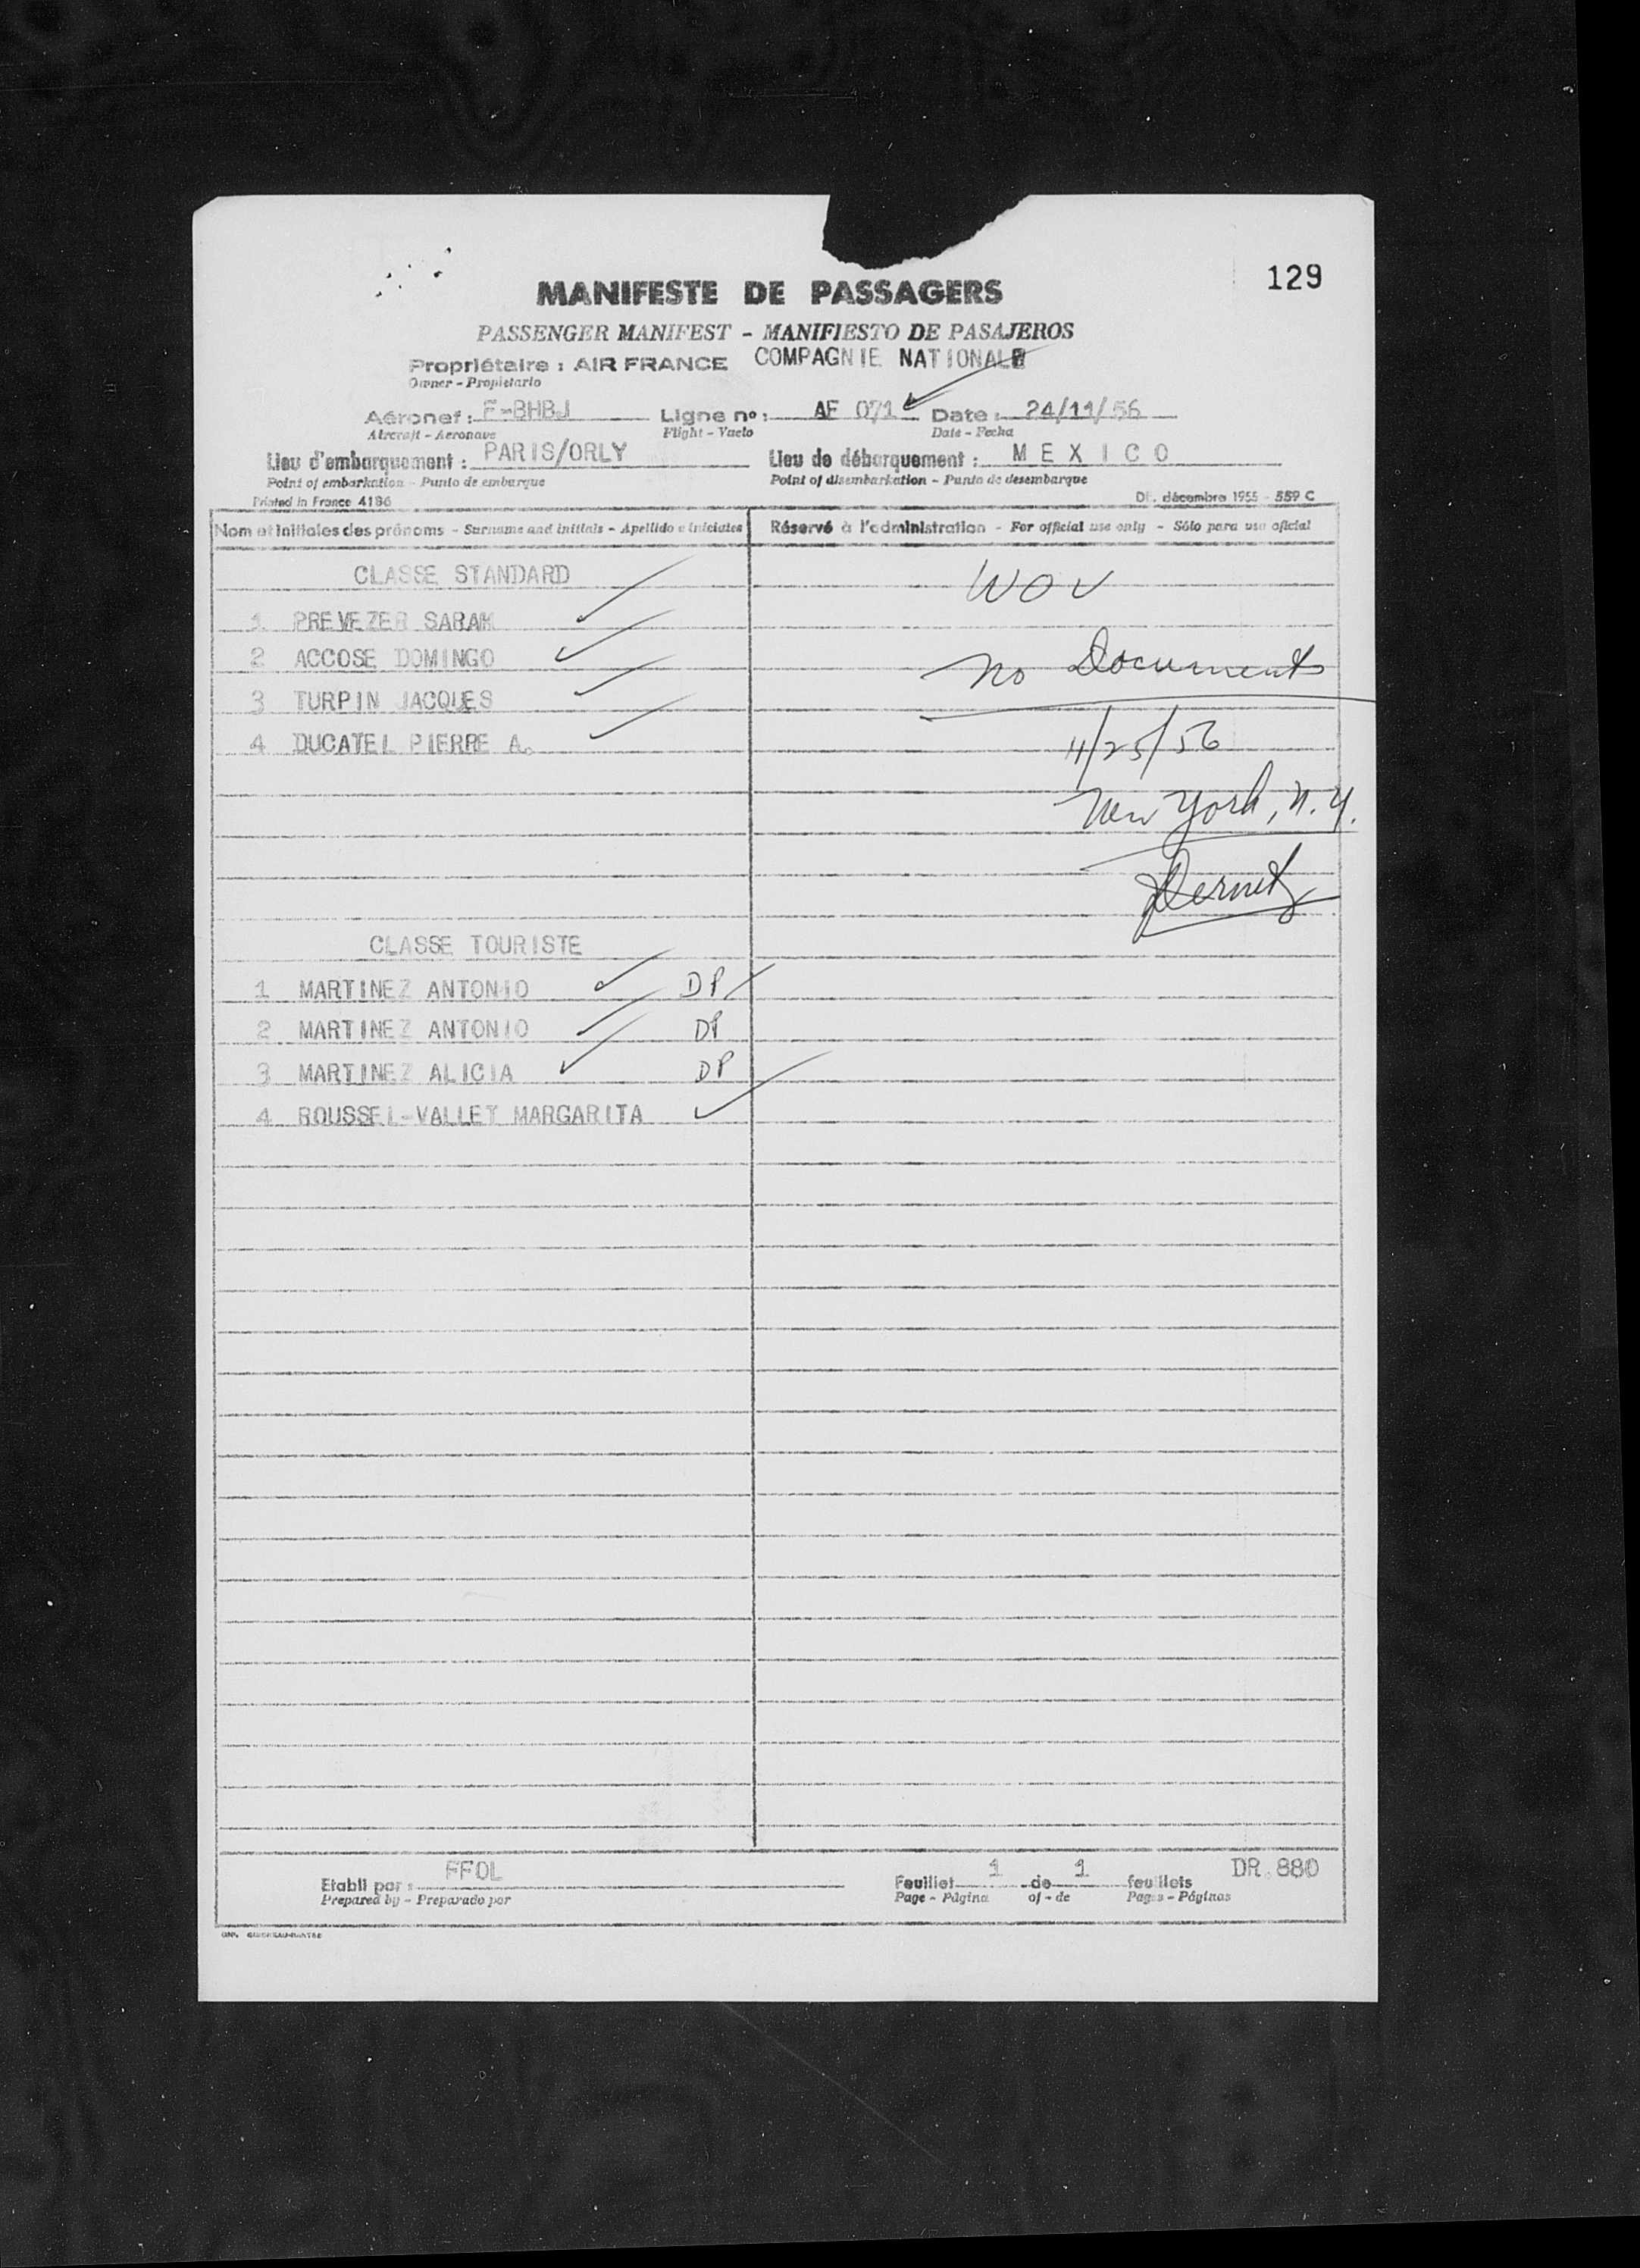 129
MANIFESTE DE PASSAGERS
PASSENGER MANIFEST - MANIFIESTO DE PASAJEROS
Propriétaire : AIR FRANCE COMPAGNIE NATIONALE
Owner - Propietario
Aéronef : F-BHBJ Ligne nº : AF 071 Date : 24/11/56
Aircraft - Aeronave Flight - Vuelo Date - Fecha
Lieu d'embarquement : PARIS/ORLY Lieu de débarquement : MEXICO
Point of embarkation - Punto de embarque Point of disembarkation - Punto de desembarque
Printed in France 4186 décembre 1955 - 559 C
Nom et initiales des prénoms - Surname and initials - Apellido e iniciales Réservé à l'administration - For official use only - Sólo para uso oficial
CLASSE STANDARD WOV
1 PREVEZER SARAH
2 ACCOSE DOMINGO No Documents
3 TURPIN JACQUES
4 DUCATEL PIERRE A. 11/25/56
New York, N.Y.
CLASSE TOURISTE
1 MARTINEZ ANTONIO DP
2 MARTINEZ ANTONIO DP
3 MARTINEZ ALICIA DP
4 ROUSSEL-VALLET MARGARITA
Etabli par : FFOL Feuillet 1 de 1 feuillets DR 880
Prepared by - Preparado por Page - Página of - de Pages - Páginas